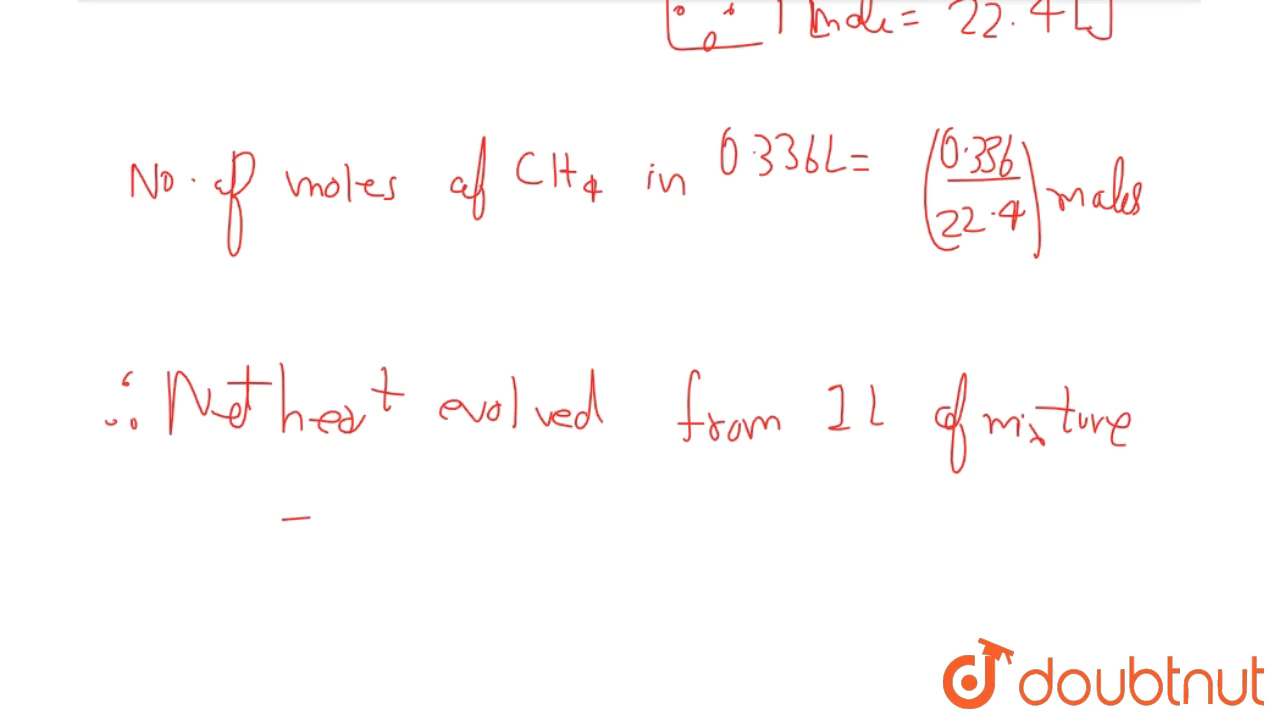 1 mole = 22.4L]
No. of moles of CH4 in 0.336L = (0.336/22.4) moles
∴ Net heat evolved from 1L of mixture
=
doubtnut